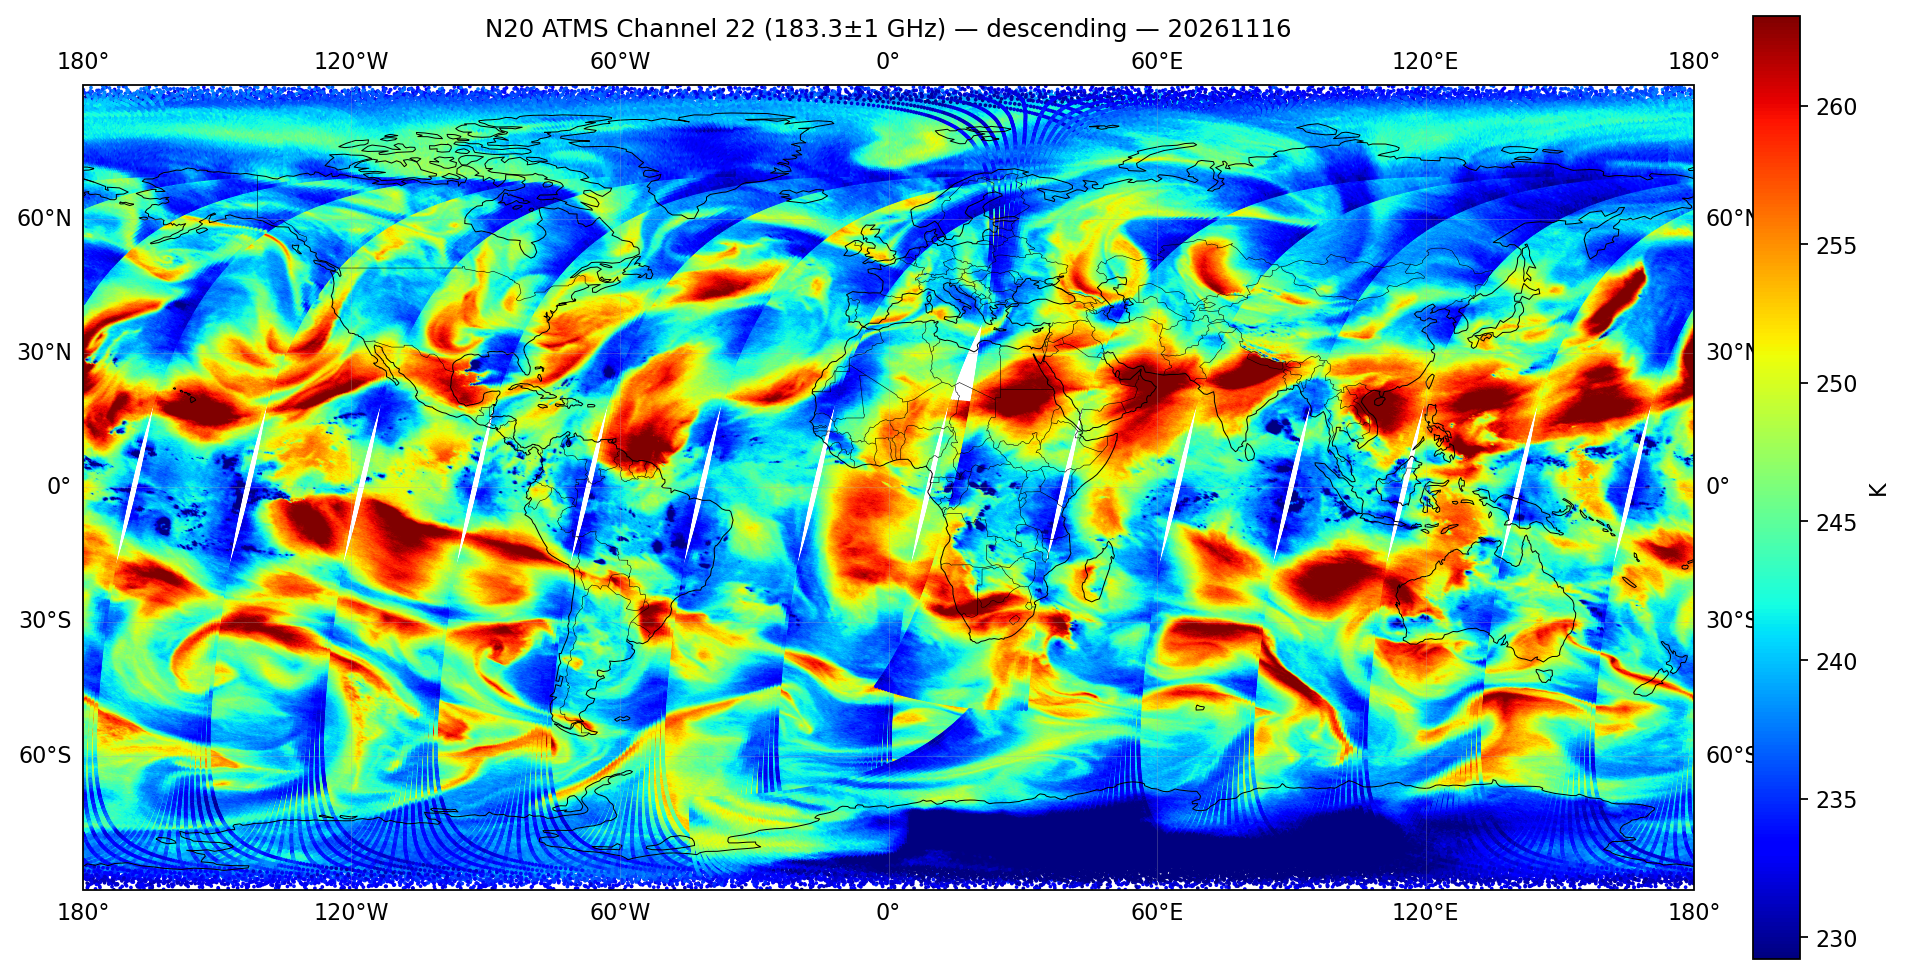 N20 ATMS Channel 22 (183.3±1 GHz) — descending — 20261116
180° 120°W 60°W 0° 60°E 120°E 180°
60°N 60°N
30°N 30°N
0° 0°
30°S 30°S
60°S 60°S
180° 120°W 60°W 0° 60°E 120°E 180°
260
255
250
245
240
235
230
K